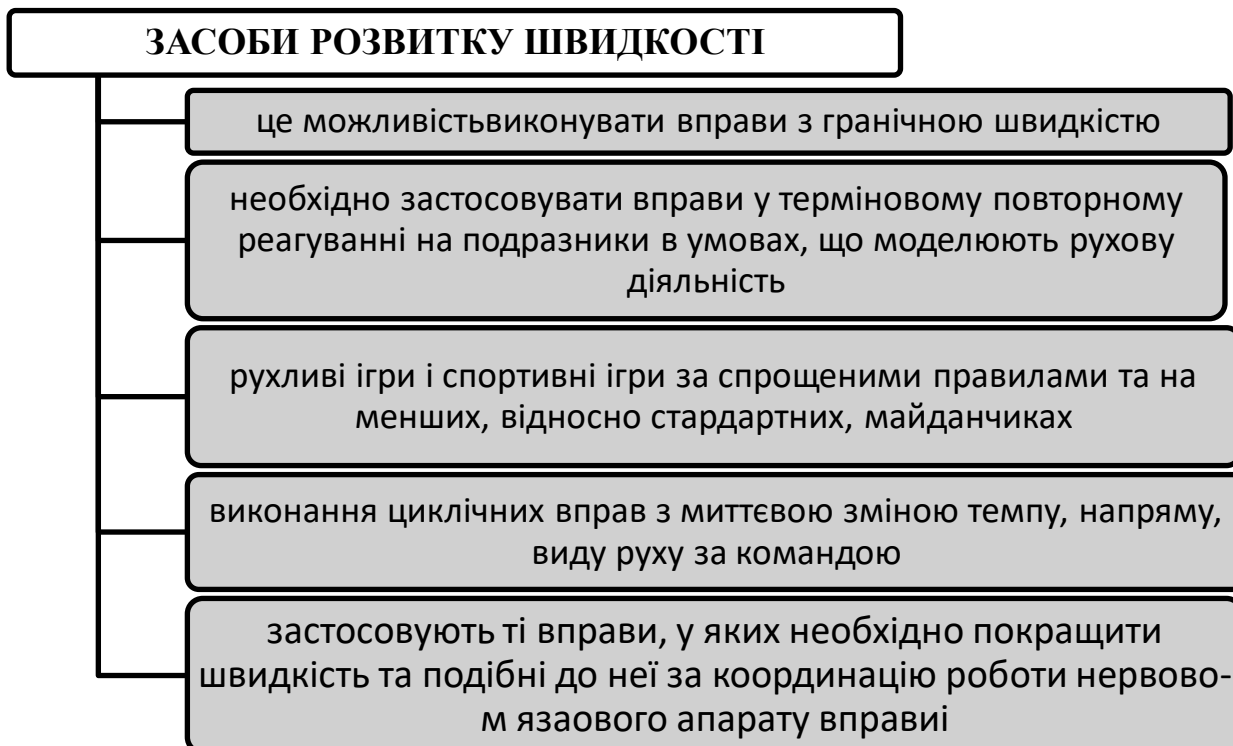 ЗАСОБИ РОЗВИТКУ ШВИДКОСТІ
це можливістьвиконувати вправи з гранічною швидкістю
необхідно застосовувати вправи у терміновому повторному
реагуванні на подразники в умовах, що моделюють рухову
діяльність
рухливі ігри і спортивні ігри за спрощеними правилами та на
менших, відносно стардартних, майданчиках
виконання циклічних вправ з миттєвою зміною темпу, напряму,
виду руху за командою
застосовують ті вправи, у яких необхідно покращити
швидкість та подібні до неї за координацію роботи нервово-
м язаового апарату вправиі